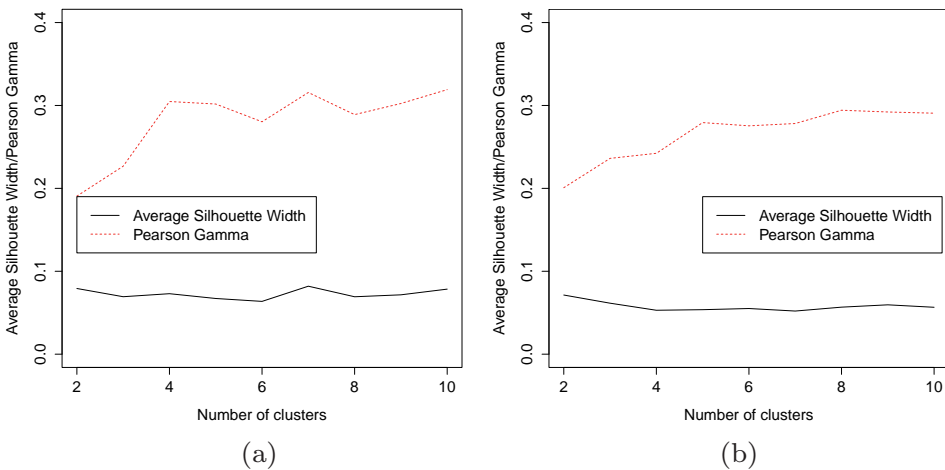 Average Silhouette Width/Pearson Gamma
0.4
0.3
0.2
0.1
0.0
Average Silhouette Width
Pearson Gamma
2 4 6 8 10
Number of clusters
(a)
Average Silhouette Width/Pearson Gamma
0.4
0.3
0.2
0.1
0.0
Average Silhouette Width
Pearson Gamma
2 4 6 8 10
Number of clusters
(b)